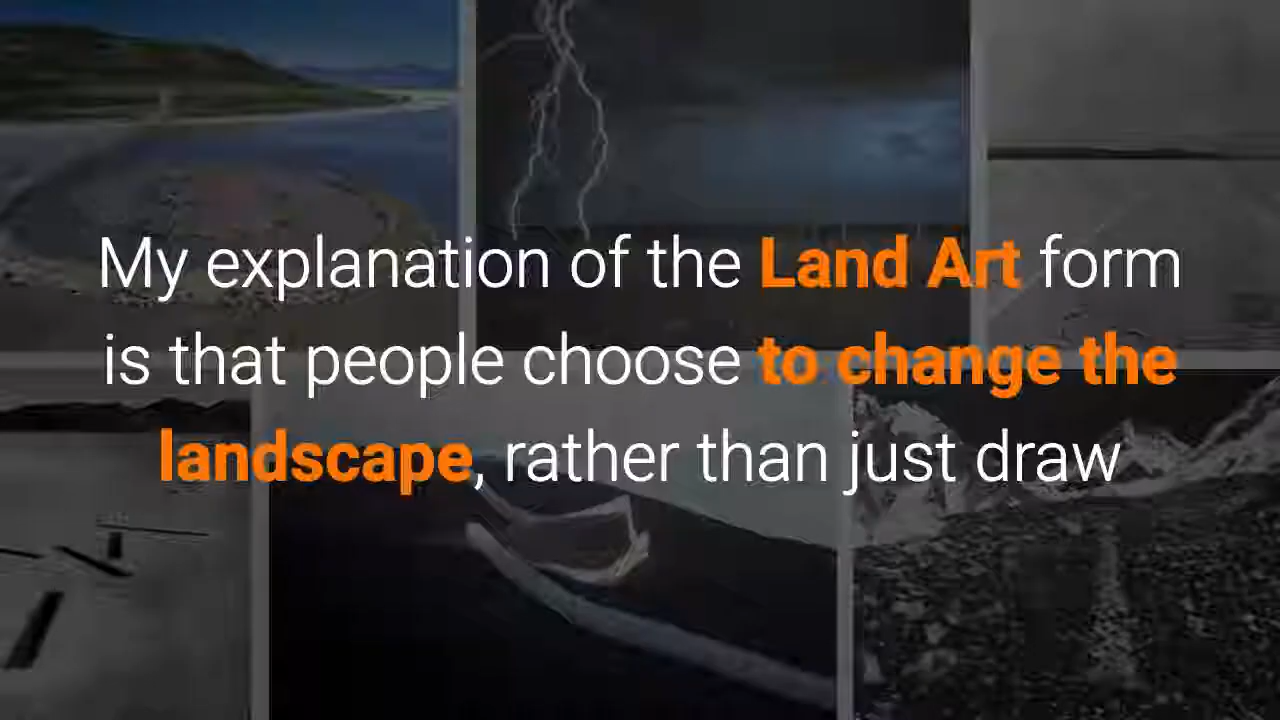 My explanation of the Land Art form
is that people choose to change the
landscape, rather than just draw